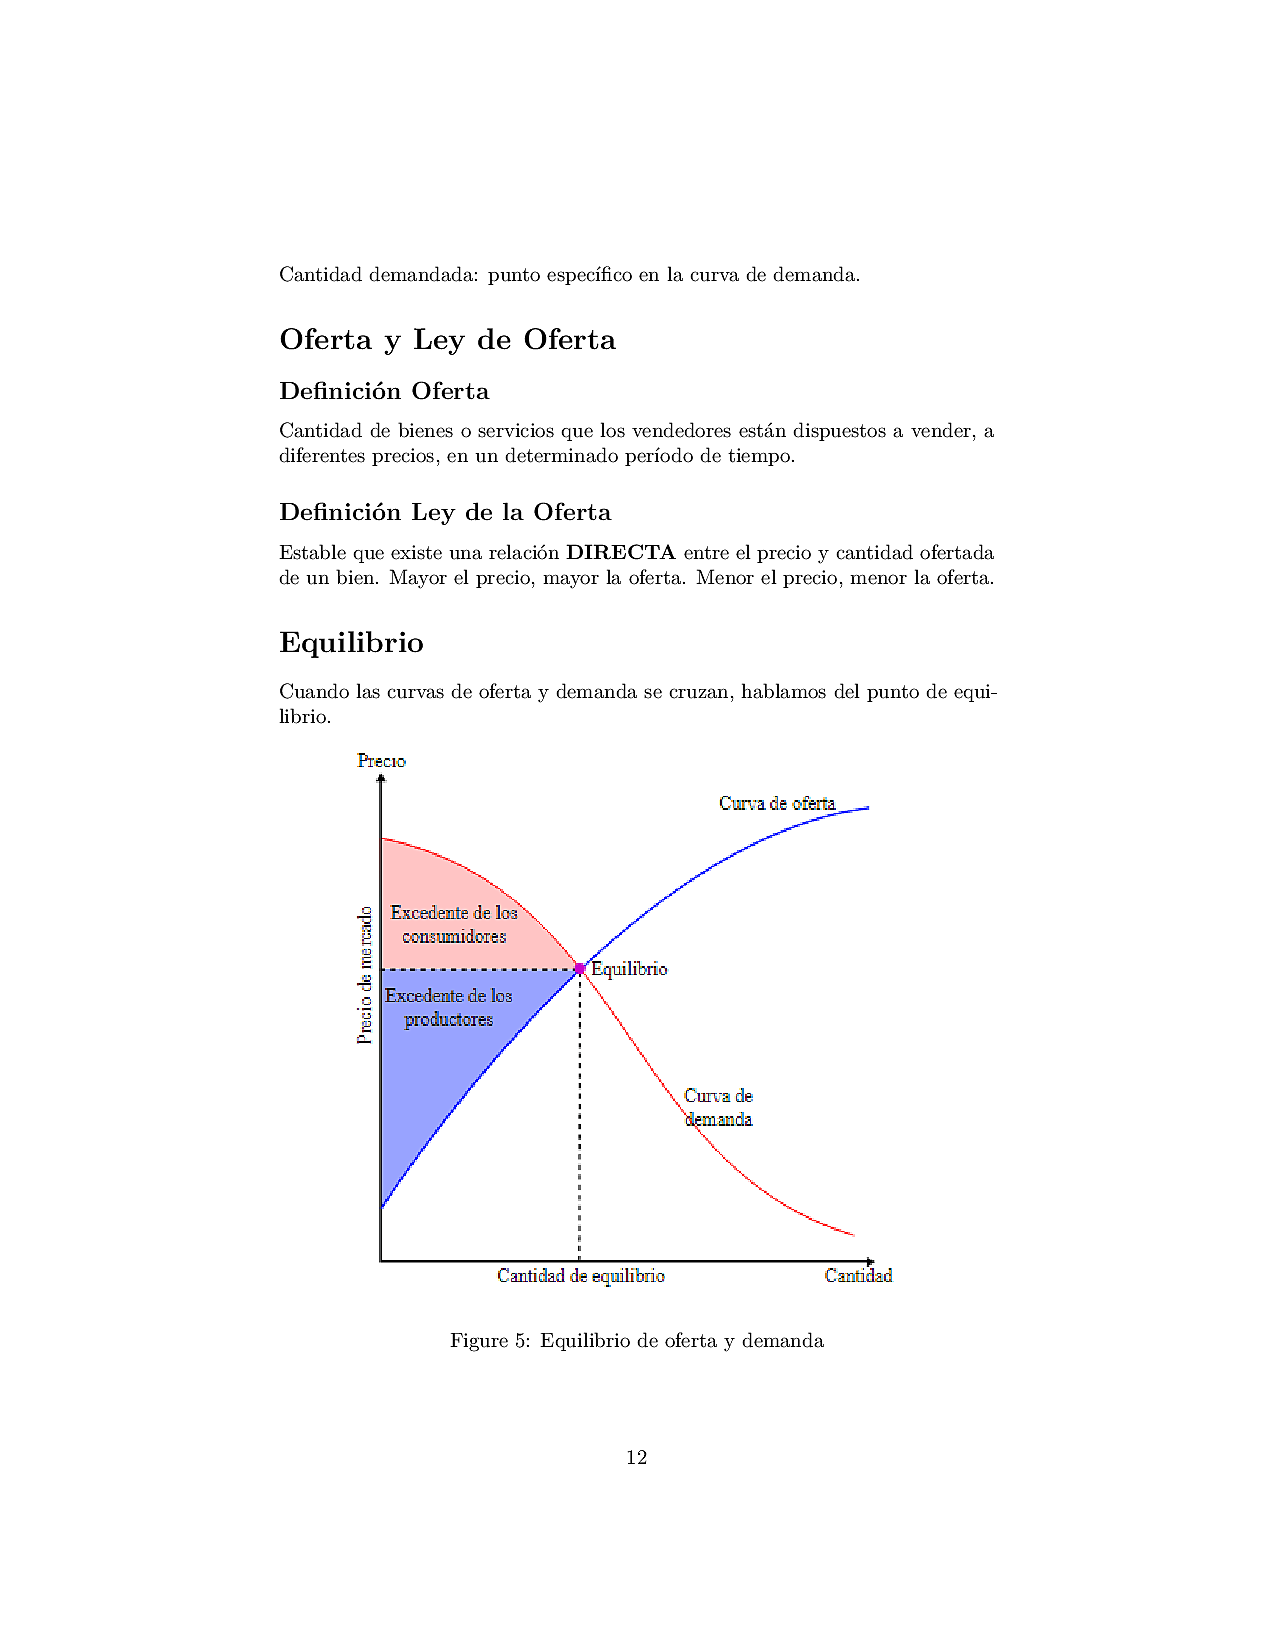 Cantidad demandada: punto específico en la curva de demanda.
Oferta y Ley de Oferta
Definición Oferta
Cantidad de bienes o servicios que los vendedores están dispuestos a vender, a
diferentes precios, en un determinado período de tiempo.
Definición Ley de la Oferta
Estable que existe una relación DIRECTA entre el precio y cantidad ofertada
de un bien. Mayor el precio, mayor la oferta. Menor el precio, menor la oferta.
Equilibrio
Cuando las curvas de oferta y demanda se cruzan, hablamos del punto de equi-
librio.
Precio
Curva de oferta
Excedente de los
consumidores
Precio de mercado
Equilibrio
Excedente de los
productores
Curva de
demanda
Cantidad de equilibrio
Cantidad
Figure 5: Equilibrio de oferta y demanda
12